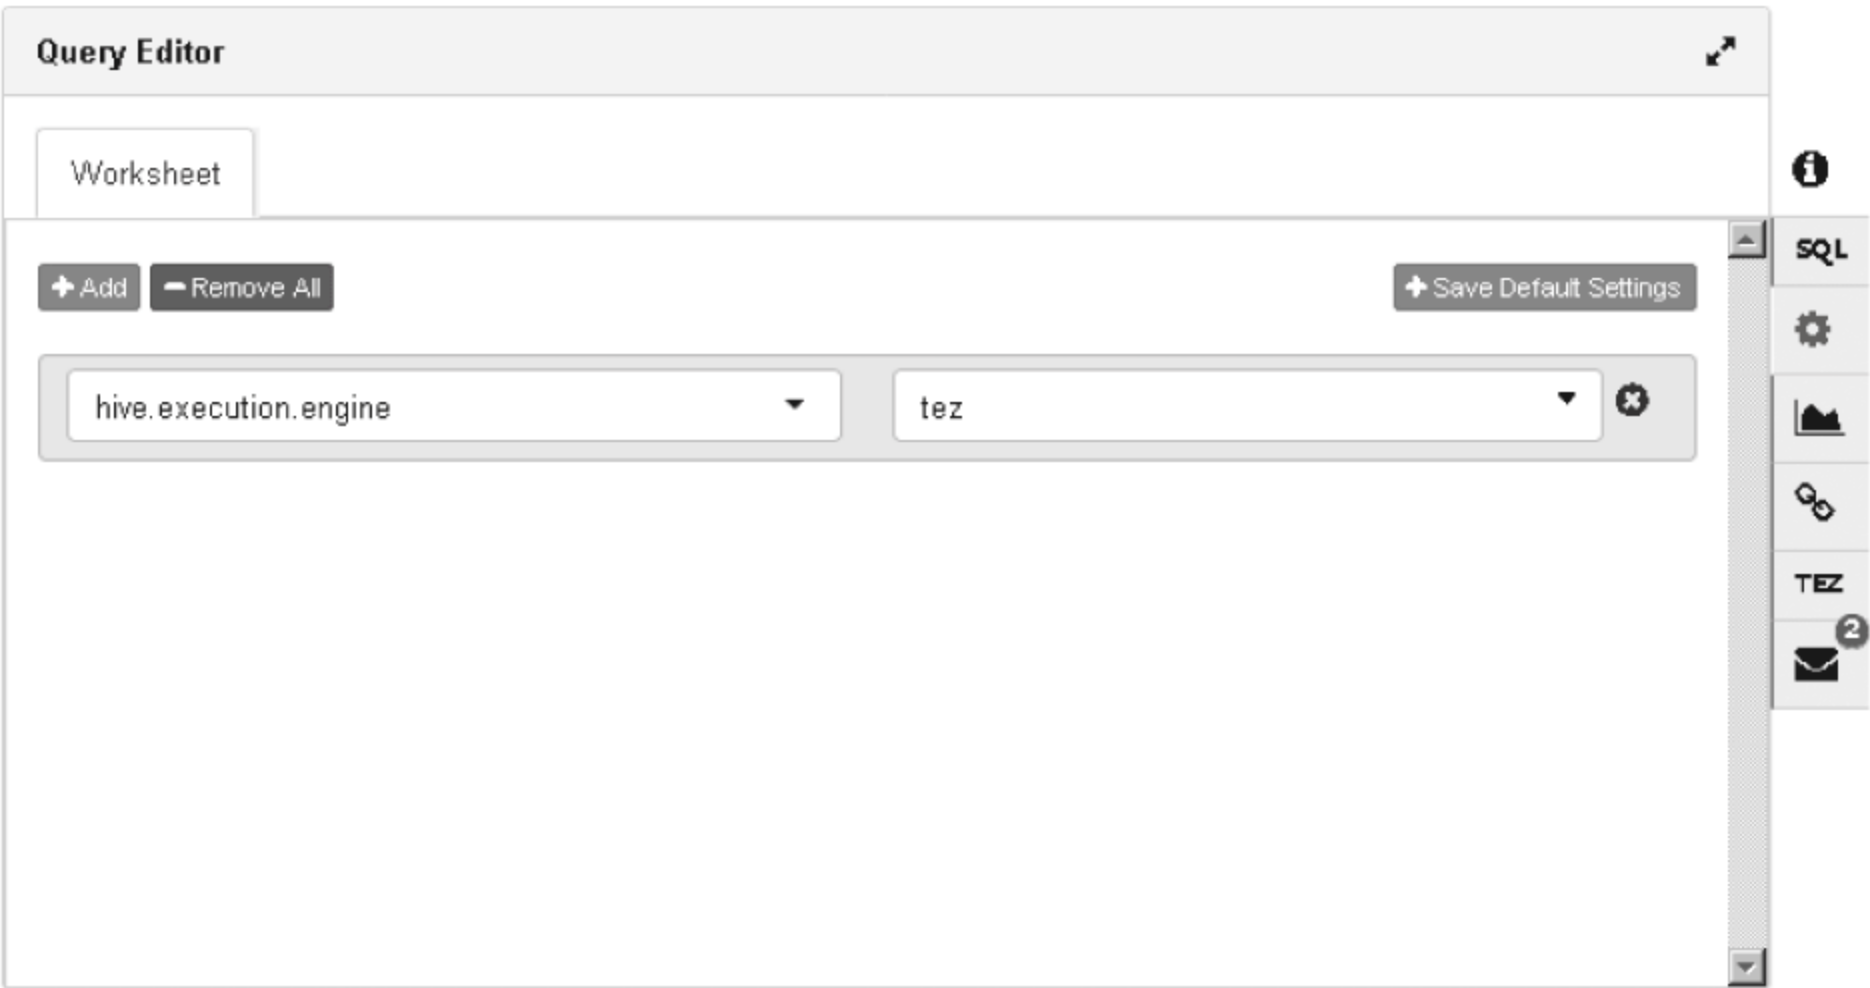 Query Editor
Worksheet
SQL
Add Remove All Save Default Settings
hive.execution.engine tez
TEZ
2